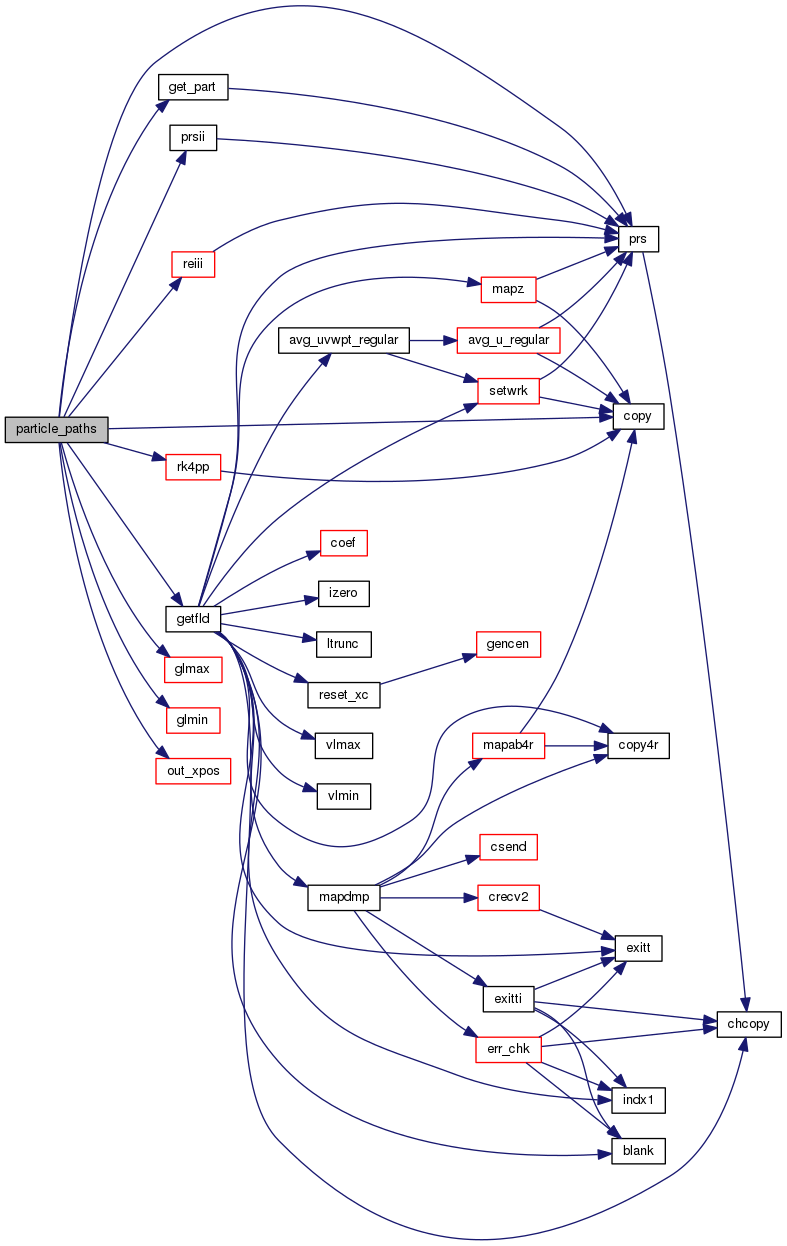 get_part
prsii
prs
reiii
mapz
avg_uvwpt_regular
avg_u_regular
setwrk
copy
particle_paths
rk4pp
coef
izero
getfld
ltrunc
gencen
glmax
reset_xc
glmin
vlmax
mapab4r
copy4r
out_xpos
vlmin
csend
mapdmp
crecv2
exitt
exitti
chcopy
err_chk
indx1
blank